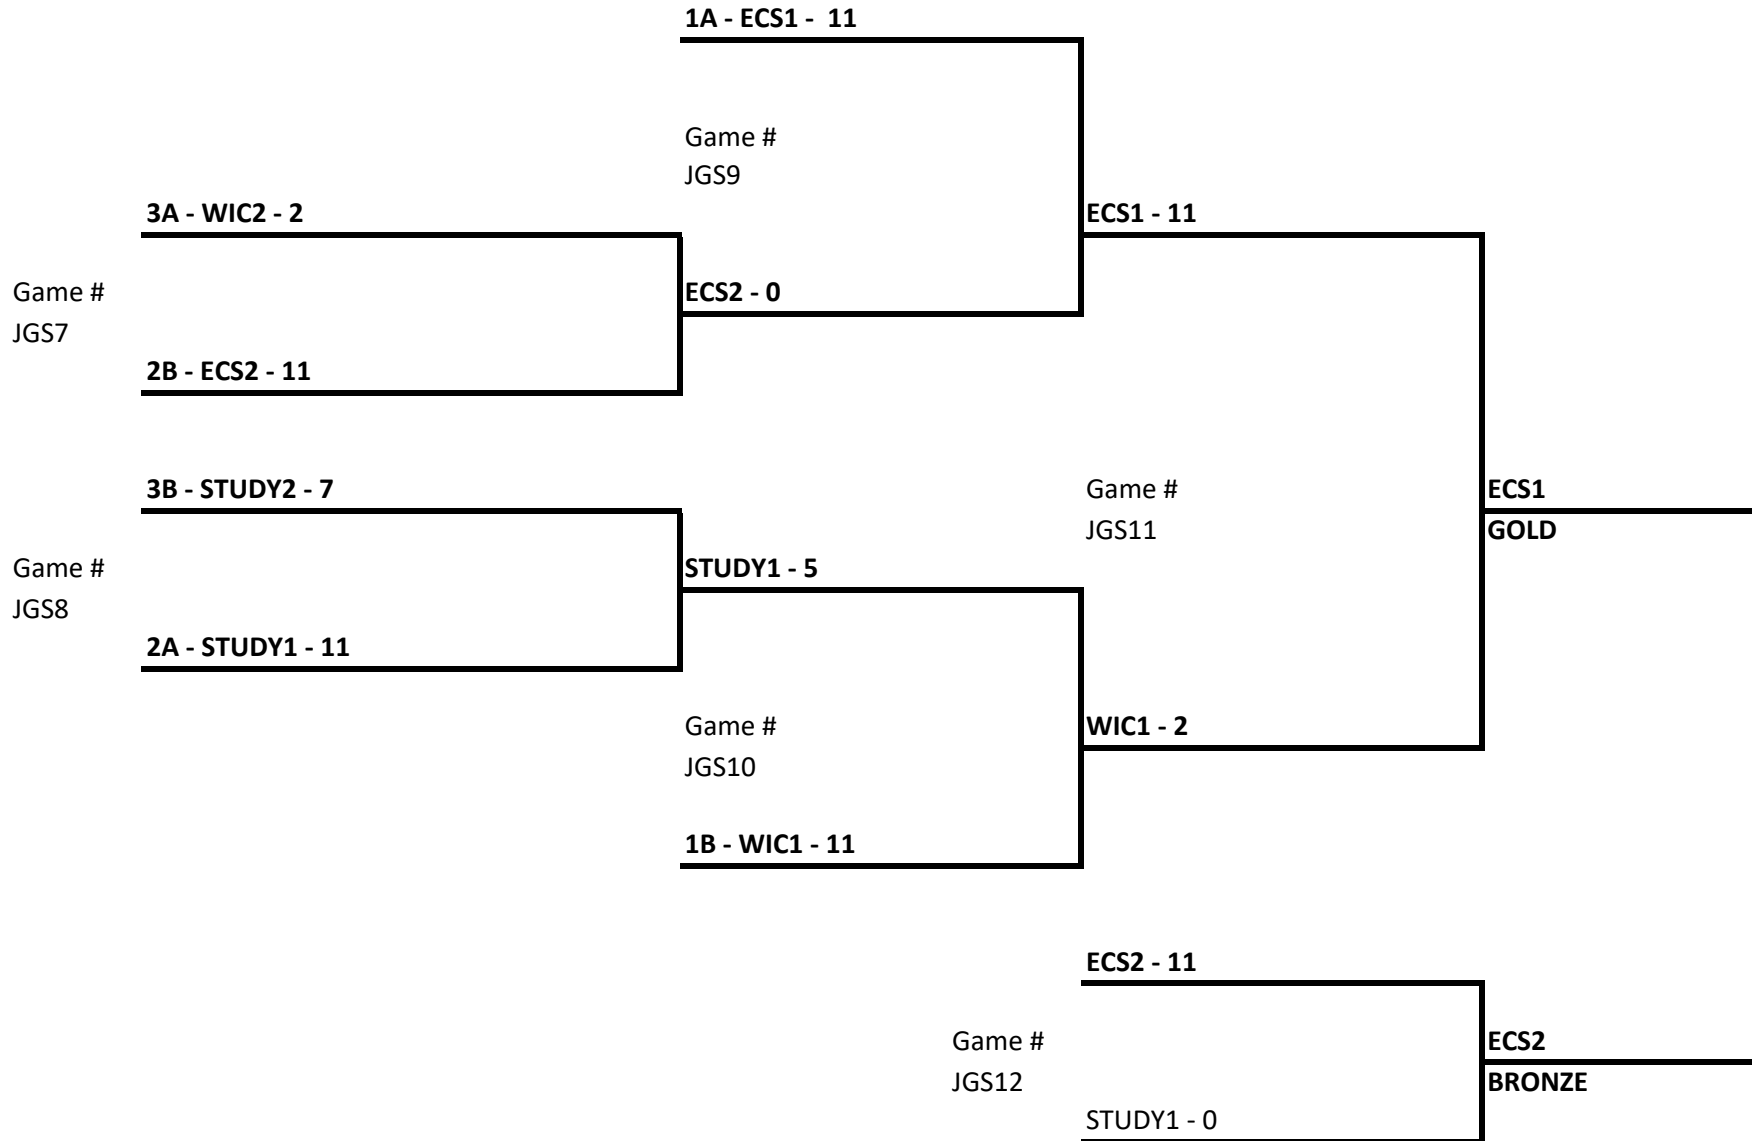 1A - ECS1 -  11
Game #
JGS9
3A - WIC2 - 2
ECS1 - 11
Game #
JGS7
ECS2 - 0
2B - ECS2 - 11
3B - STUDY2 - 7
Game #
JGS11
ECS1
GOLD
Game #
JGS8
STUDY1 - 5
2A - STUDY1 - 11
Game #
JGS10
WIC1 - 2
1B - WIC1 - 11
ECS2 - 11
Game #
JGS12
ECS2
BRONZE
STUDY1 - 0